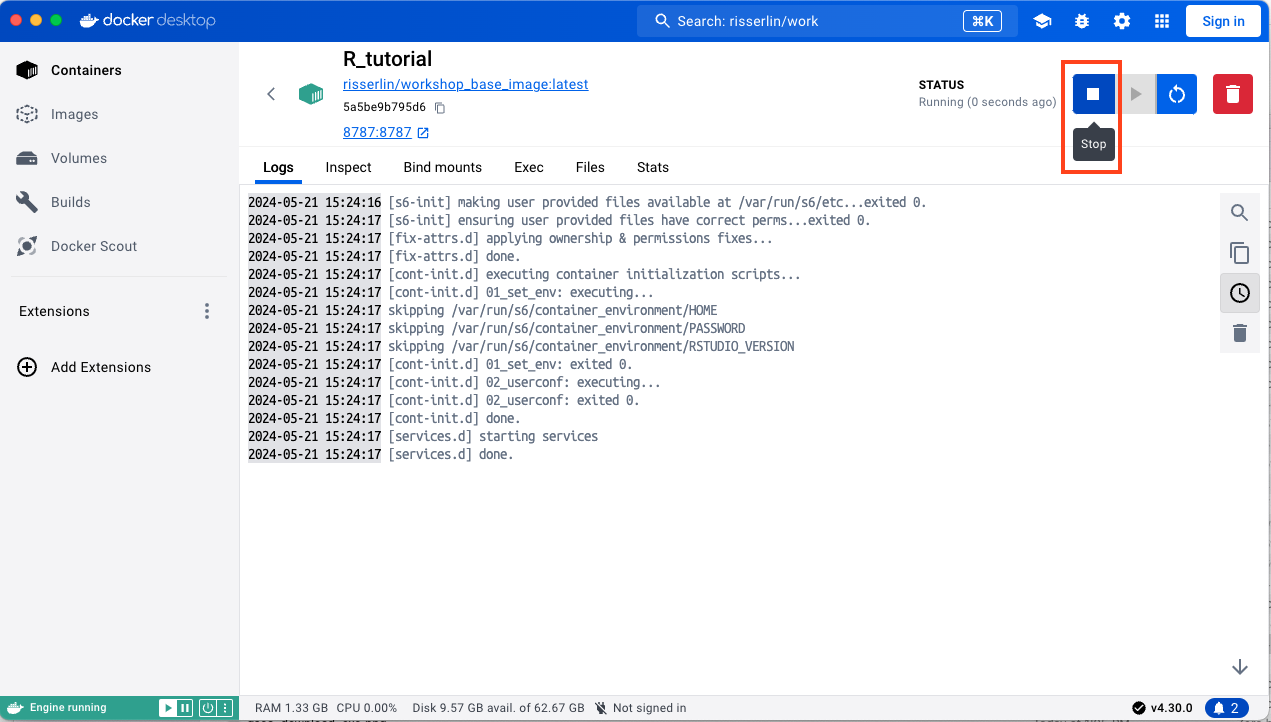 docker desktop
Search: risserlin/work
⌘K
Sign in
Containers
Images
Volumes
Builds
Docker Scout
Extensions
Add Extensions
R_tutorial
risserlin/workshop_base_image:latest
5a5be9b795d6
8787:8787
STATUS
Running (0 seconds ago)
Stop
Logs Inspect Bind mounts Exec Files Stats
2024-05-21 15:24:16 [s6-init] making user provided files available at /var/run/s6/etc...exited 0.
2024-05-21 15:24:17 [s6-init] ensuring user provided files have correct perms...exited 0.
2024-05-21 15:24:17 [fix-attrs.d] applying ownership & permissions fixes...
2024-05-21 15:24:17 [fix-attrs.d] done.
2024-05-21 15:24:17 [cont-init.d] executing container initialization scripts...
2024-05-21 15:24:17 [cont-init.d] 01_set_env: executing...
2024-05-21 15:24:17 skipping /var/run/s6/container_environment/HOME
2024-05-21 15:24:17 skipping /var/run/s6/container_environment/PASSWORD
2024-05-21 15:24:17 skipping /var/run/s6/container_environment/RSTUDIO_VERSION
2024-05-21 15:24:17 [cont-init.d] 01_set_env: exited 0.
2024-05-21 15:24:17 [cont-init.d] 02_userconf: executing...
2024-05-21 15:24:17 [cont-init.d] 02_userconf: exited 0.
2024-05-21 15:24:17 [cont-init.d] done.
2024-05-21 15:24:17 [services.d] starting services
2024-05-21 15:24:17 [services.d] done.
Engine running
RAM 1.33 GB CPU 0.00% Disk 9.57 GB avail. of 62.67 GB Not signed in
v4.30.0
2